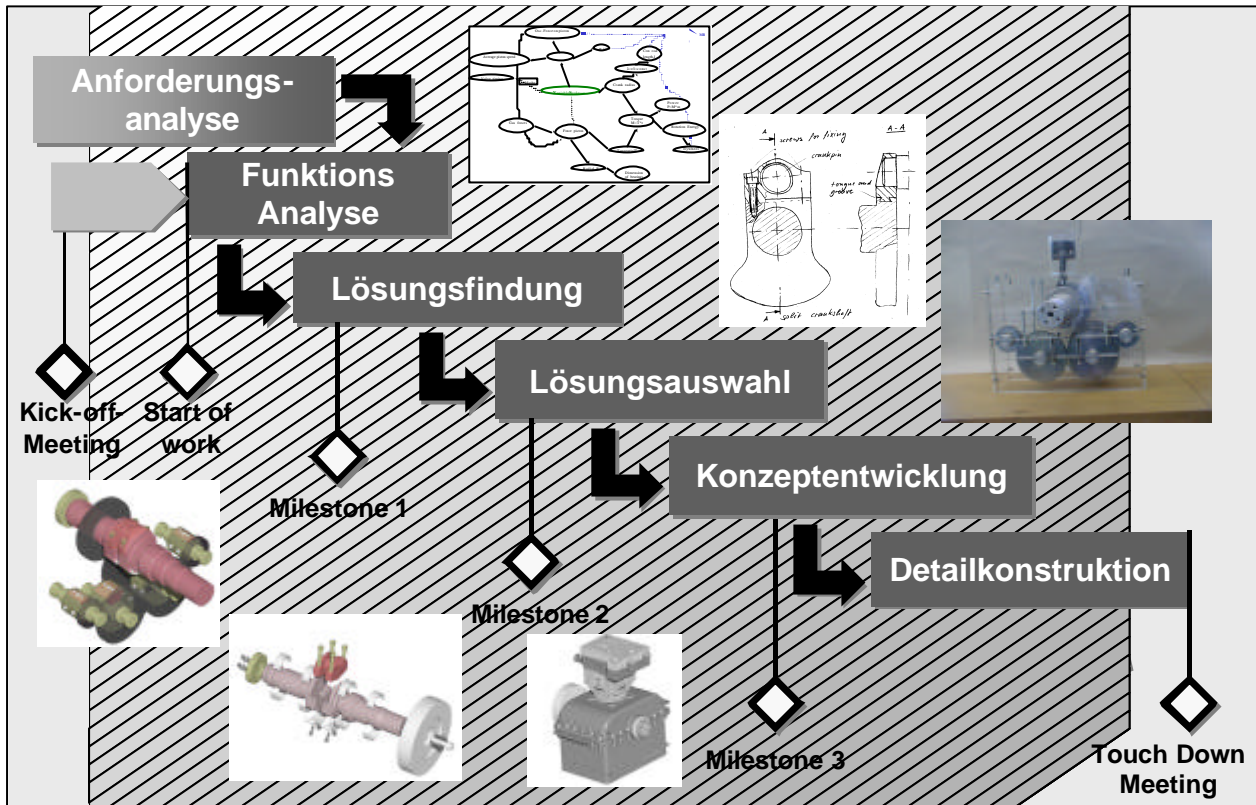 Anforderungs-
analyse
Funktions
Analyse
Lösungsfindung
Lösungsauswahl
Konzeptentwicklung
Detailkonstruktion
Kick-off-
Meeting
Start of
work
Milestone 1
Milestone 2
Milestone 3
Touch Down
Meeting
A
A-A
screws for fixing
crankpin
tongue and
groove
A
split crankshaft